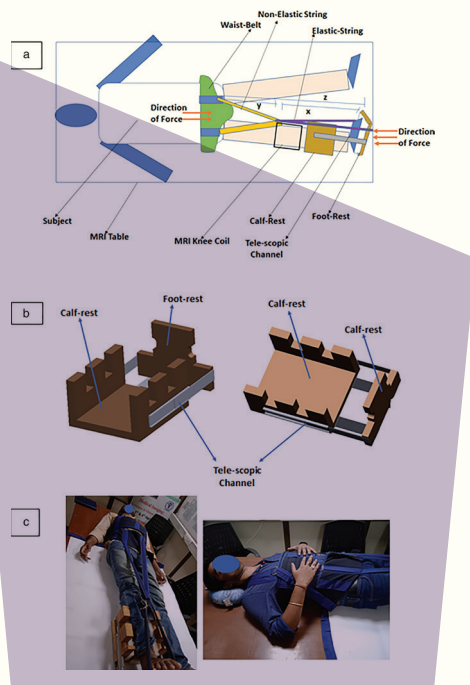 a
Non-Elastic String
Waist-Belt
Elastic-String
z
y
x
Direction
of Force
Direction
of Force
Calf-Rest
Foot-Rest
Subject
MRI Table
MRI Knee Coil
Tele-scopic
Channel
b
Foot-rest
Calf-rest
Calf-rest
Calf-rest
Tele-scopic
Channel
c